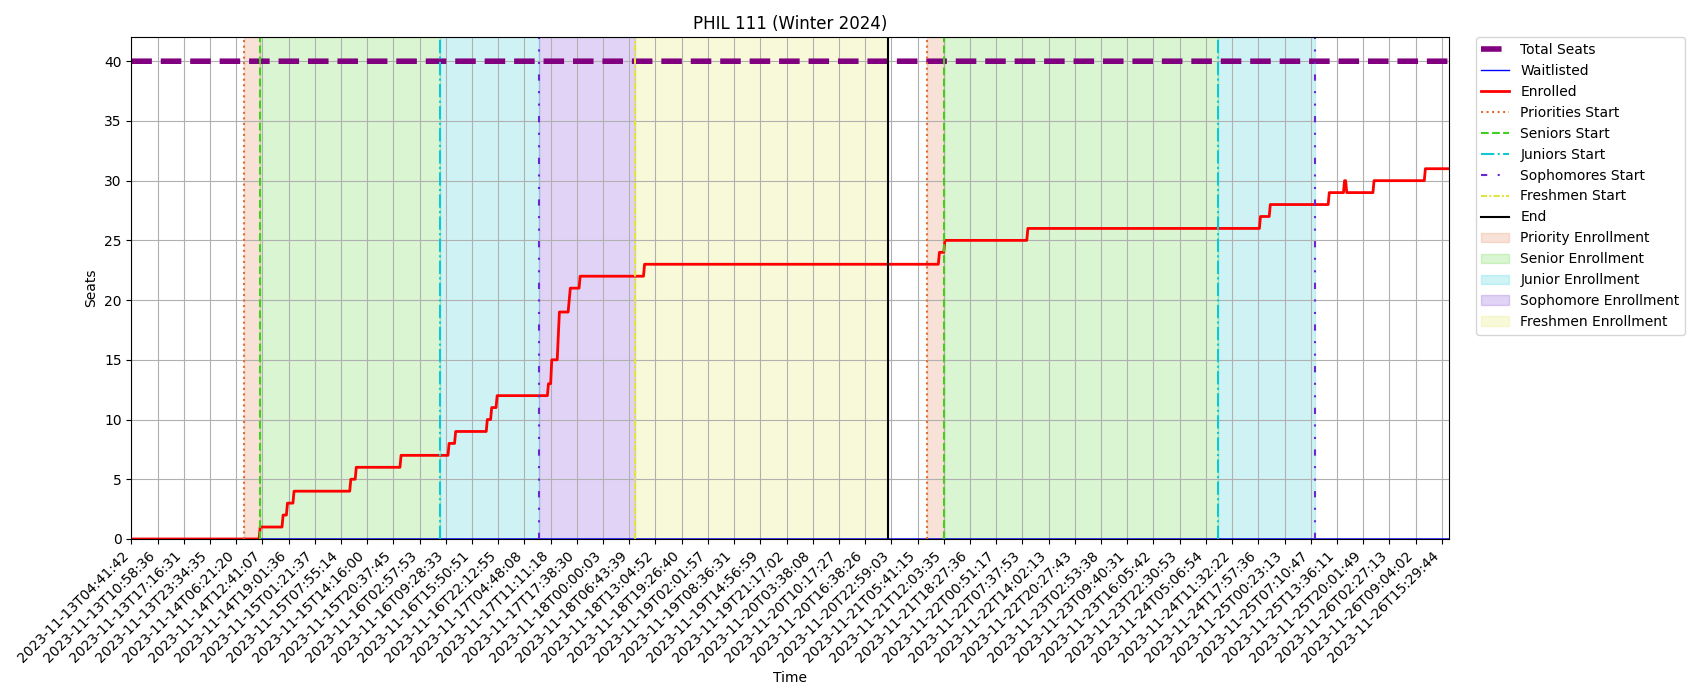 PHIL 111 (Winter 2024)
Seats
40
35
30
25
20
15
10
5
0
2023-11-13T04:41:42
2023-11-13T10:58:36
2023-11-13T17:16:31
2023-11-13T23:34:35
2023-11-14T06:21:20
2023-11-14T12:41:07
2023-11-14T19:01:36
2023-11-15T01:21:37
2023-11-15T07:55:14
2023-11-15T14:16:00
2023-11-15T20:37:45
2023-11-16T02:57:53
2023-11-16T09:28:33
2023-11-16T15:50:51
2023-11-16T22:12:55
2023-11-17T04:48:08
2023-11-17T11:11:18
2023-11-17T17:38:30
2023-11-18T00:00:03
2023-11-18T06:43:39
2023-11-18T13:04:52
2023-11-18T19:26:40
2023-11-19T02:01:57
2023-11-19T08:36:31
2023-11-19T14:56:59
2023-11-19T21:17:02
2023-11-20T03:38:08
2023-11-20T10:17:27
2023-11-20T16:38:26
2023-11-20T22:59:03
2023-11-21T05:41:15
2023-11-21T12:03:35
2023-11-21T18:27:36
2023-11-22T00:51:17
2023-11-22T07:37:53
2023-11-22T14:02:13
2023-11-22T20:27:43
2023-11-23T02:53:38
2023-11-23T09:40:31
2023-11-23T16:05:42
2023-11-23T22:30:53
2023-11-24T05:06:54
2023-11-24T11:32:22
2023-11-24T17:57:36
2023-11-25T00:23:13
2023-11-25T07:10:47
2023-11-25T13:36:11
2023-11-25T20:01:49
2023-11-26T02:27:13
2023-11-26T09:04:02
2023-11-26T15:29:44
Time
Total Seats
Waitlisted
Enrolled
Priorities Start
Seniors Start
Juniors Start
Sophomores Start
Freshmen Start
End
Priority Enrollment
Senior Enrollment
Junior Enrollment
Sophomore Enrollment
Freshmen Enrollment